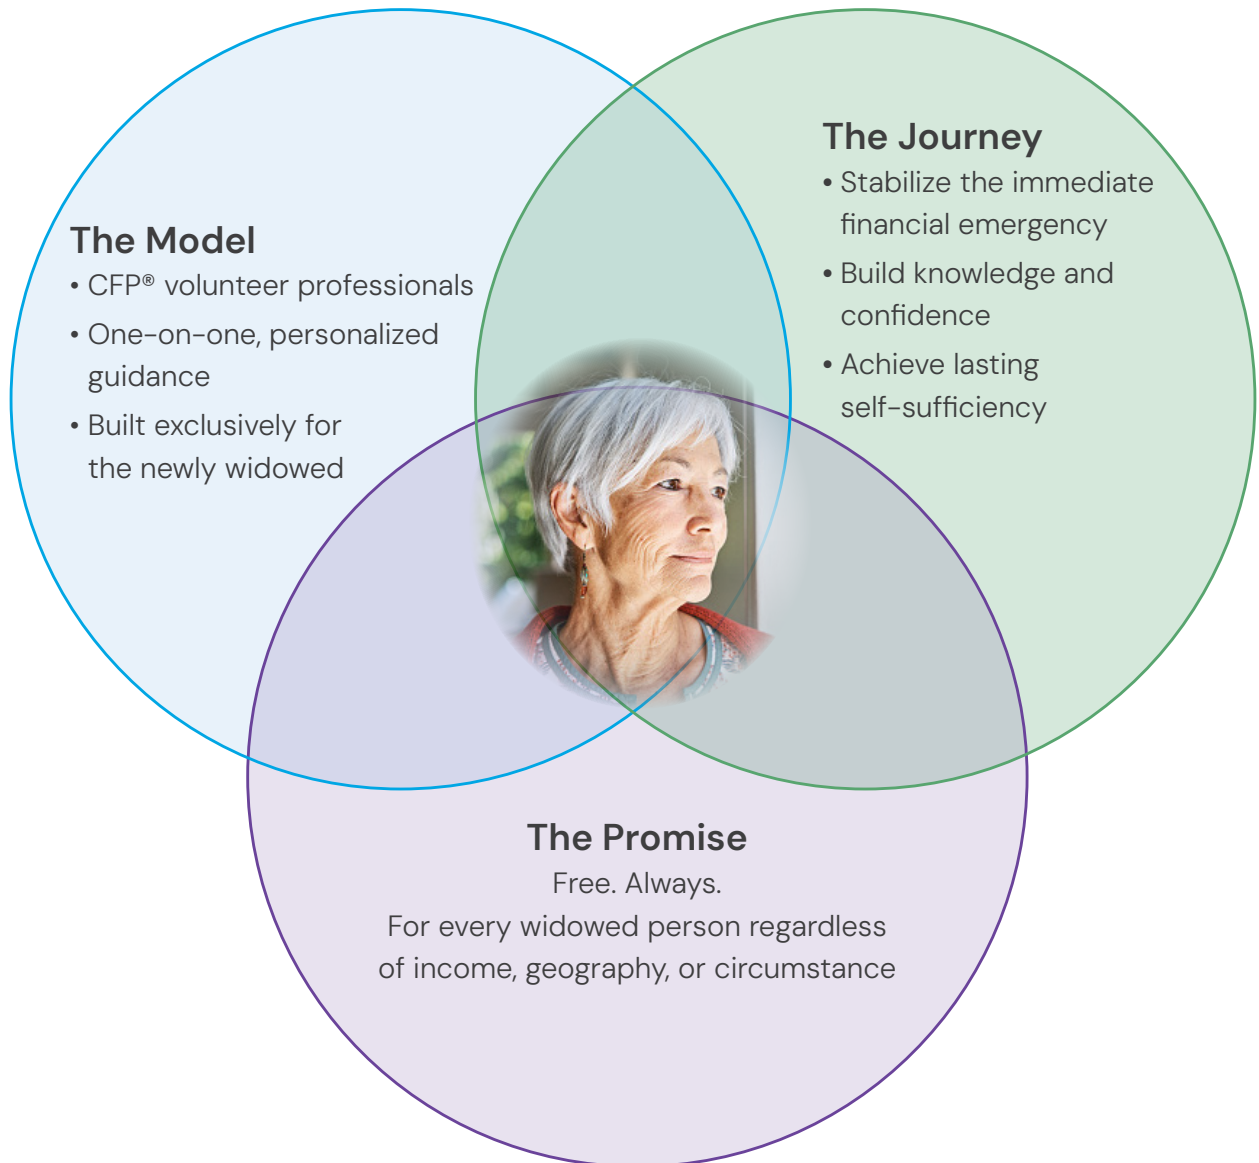 The Model
• CFP® volunteer professionals
• One-on-one, personalized
guidance
• Built exclusively for
the newly widowed
The Journey
• Stabilize the immediate
financial emergency
• Build knowledge and
confidence
• Achieve lasting
self-sufficiency
The Promise
Free. Always.
For every widowed person regardless
of income, geography, or circumstance